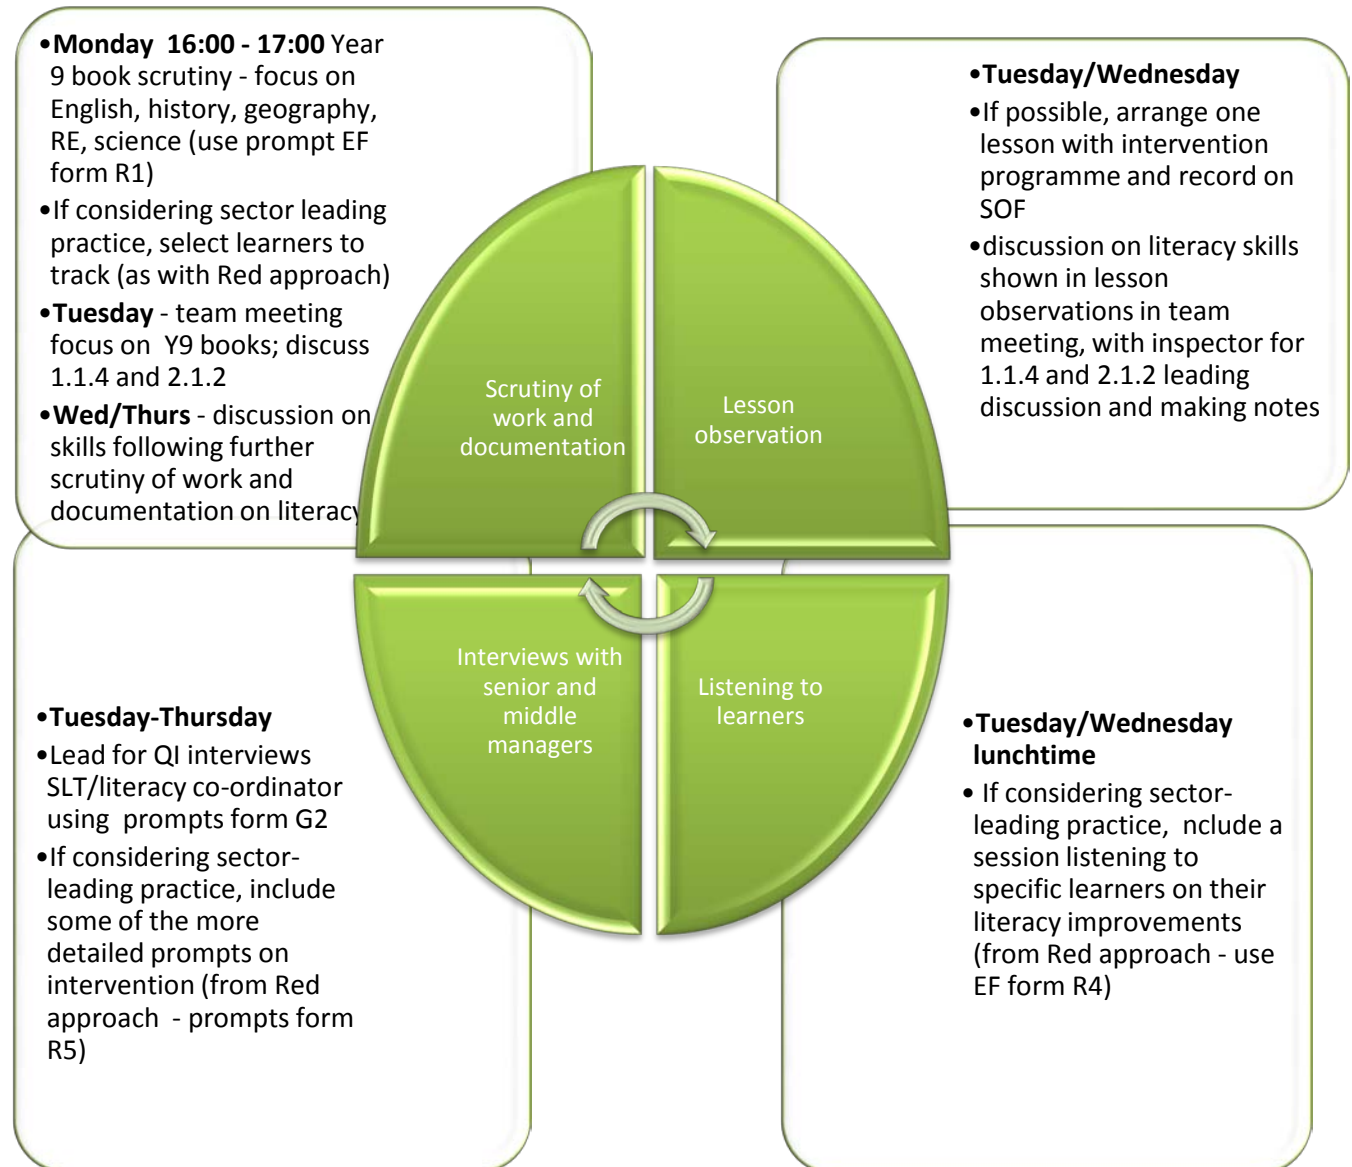 •Monday 16:00 - 17:00 Year
9 book scrutiny - focus on
English, history, geography,
RE, science (use prompt EF
form R1)
•If considering sector leading
practice, select learners to
track (as with Red approach)
•Tuesday - team meeting
focus on Y9 books; discuss
1.1.4 and 2.1.2
•Wed/Thurs - discussion on
skills following further
scrutiny of work and
documentation on literacy
•Tuesday/Wednesday
•If possible, arrange one
lesson with intervention
programme and record on
SOF
•discussion on literacy skills
shown in lesson
observations in team
meeting, with inspector for
1.1.4 and 2.1.2 leading
discussion and making notes
Scrutiny of
work and
documentation
Lesson
observation
Interviews with
senior and
middle
managers
Listening to
learners
•Tuesday-Thursday
•Lead for QI interviews
SLT/literacy co-ordinator
using prompts form G2
•If considering sector-
leading practice, include
some of the more
detailed prompts on
intervention (from Red
approach - prompts form
R5)
•Tuesday/Wednesday
lunchtime
• If considering sector-
leading practice, nclude a
session listening to
specific learners on their
literacy improvements
(from Red approach - use
EF form R4)